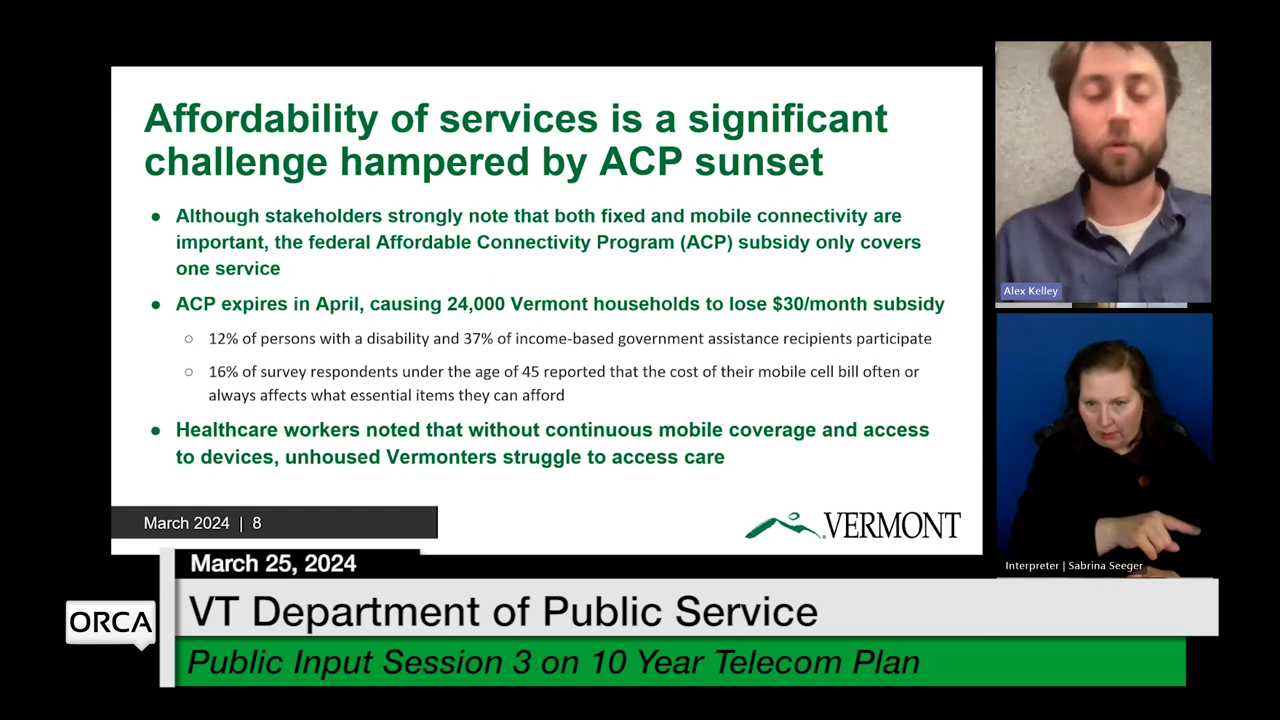 Affordability of services is a significant
challenge hampered by ACP sunset
● Although stakeholders strongly note that both fixed and mobile connectivity are
important, the federal Affordable Connectivity Program (ACP) subsidy only covers
one service
● ACP expires in April, causing 24,000 Vermont households to lose $30/month subsidy
○ 12% of persons with a disability and 37% of income-based government assistance recipients participate
○ 16% of survey respondents under the age of 45 reported that the cost of their mobile cell bill often or
always affects what essential items they can afford
● Healthcare workers noted that without continuous mobile coverage and access
to devices, unhoused Vermonters struggle to access care
March 2024 | 8
VERMONT
Alex Kelley
Interpreter | Sabrina Seeger
March 25, 2024
ORCA
VT Department of Public Service
Public Input Session 3 on 10 Year Telecom Plan